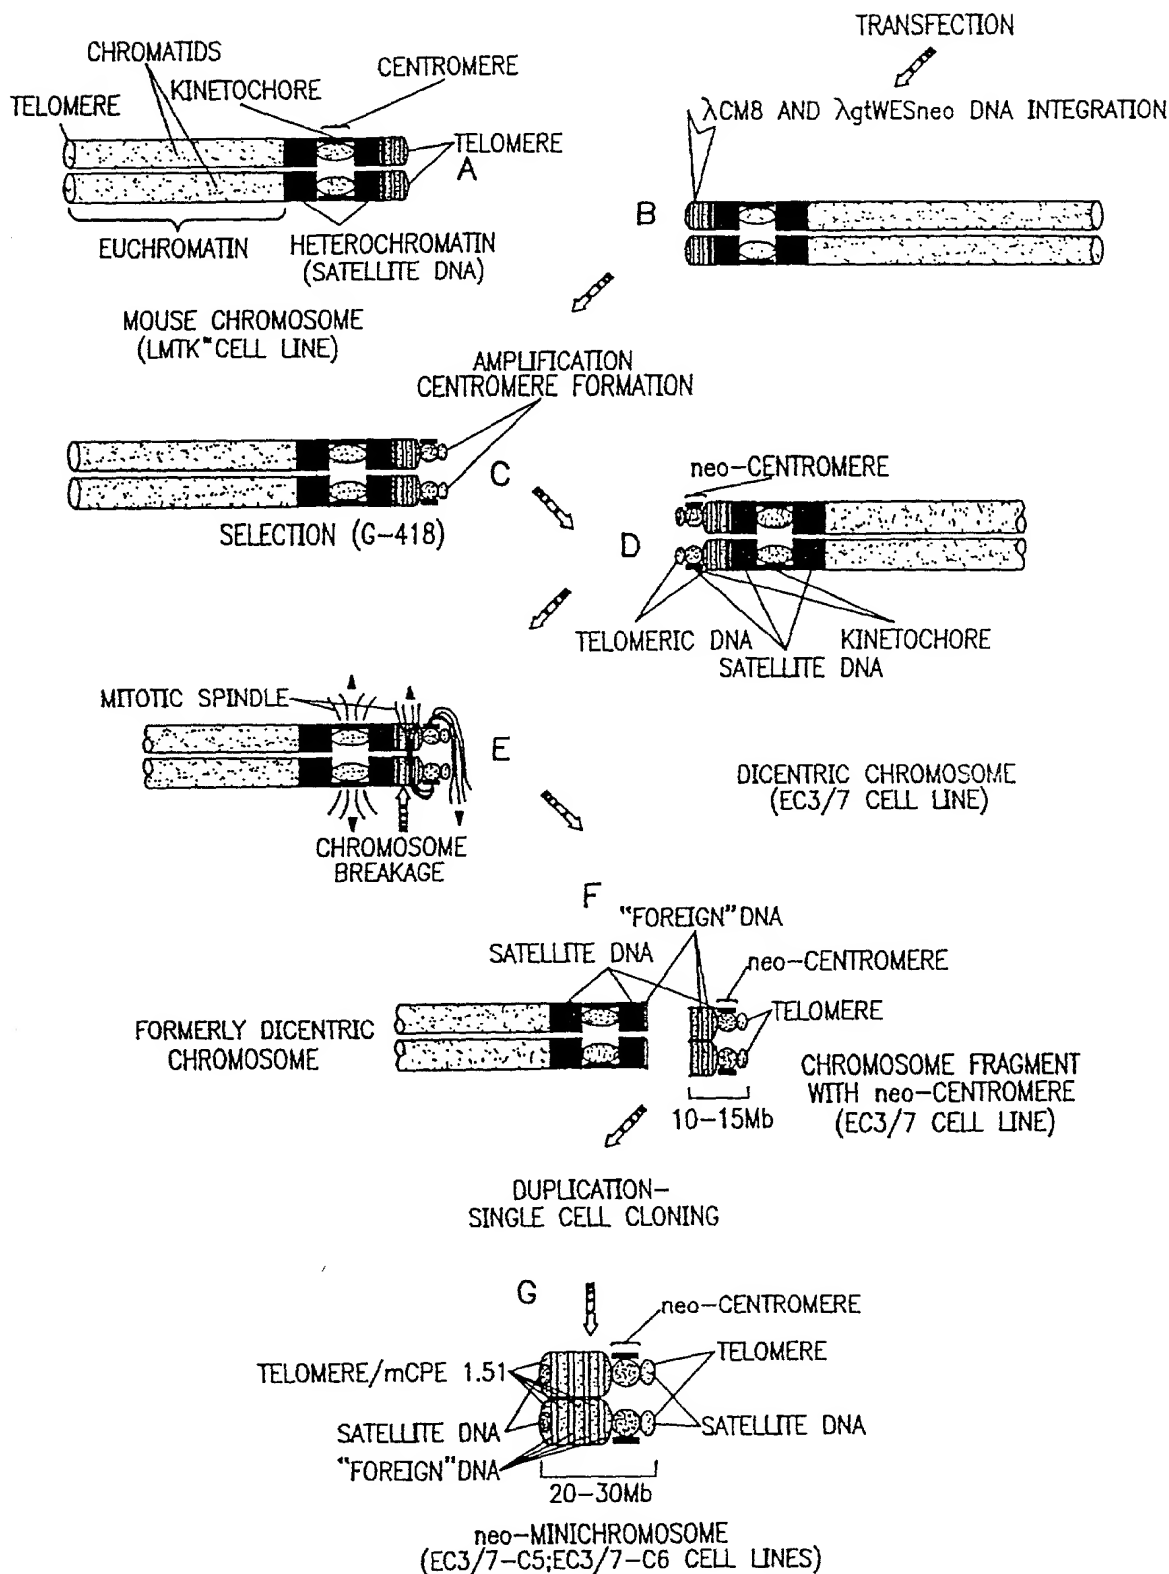 TRANSFECTION
CHROMATIDS
CENTROMERE
KINETOCHORE
TELOMERE
λCM8 AND λgtWESneo DNA INTEGRATION
TELOMERE
A
B
EUCHROMATIN
HETEROCHROMATIN
(SATELLITE DNA)
MOUSE CHROMOSOME
(LMTK⁻ CELL LINE)
AMPLIFICATION
CENTROMERE FORMATION
C
SELECTION (G-418)
neo-CENTROMERE
D
TELOMERIC DNA
KINETOCHORE
SATELLITE DNA
MITOTIC SPINDLE
E
CHROMOSOME
BREAKAGE
DICENTRIC CHROMOSOME
(EC3/7 CELL LINE)
F
"FOREIGN" DNA
SATELLITE DNA
neo-CENTROMERE
FORMERLY DICENTRIC
CHROMOSOME
TELOMERE
CHROMOSOME FRAGMENT
WITH neo-CENTROMERE
(EC3/7 CELL LINE)
10-15Mb
DUPLICATION-
SINGLE CELL CLONING
G
neo-CENTROMERE
TELOMERE/mCPE 1.51
TELOMERE
SATELLITE DNA
SATELLITE DNA
"FOREIGN" DNA
20-30Mb
neo-MINICHROMOSOME
(EC3/7-C5;EC3/7-C6 CELL LINES)